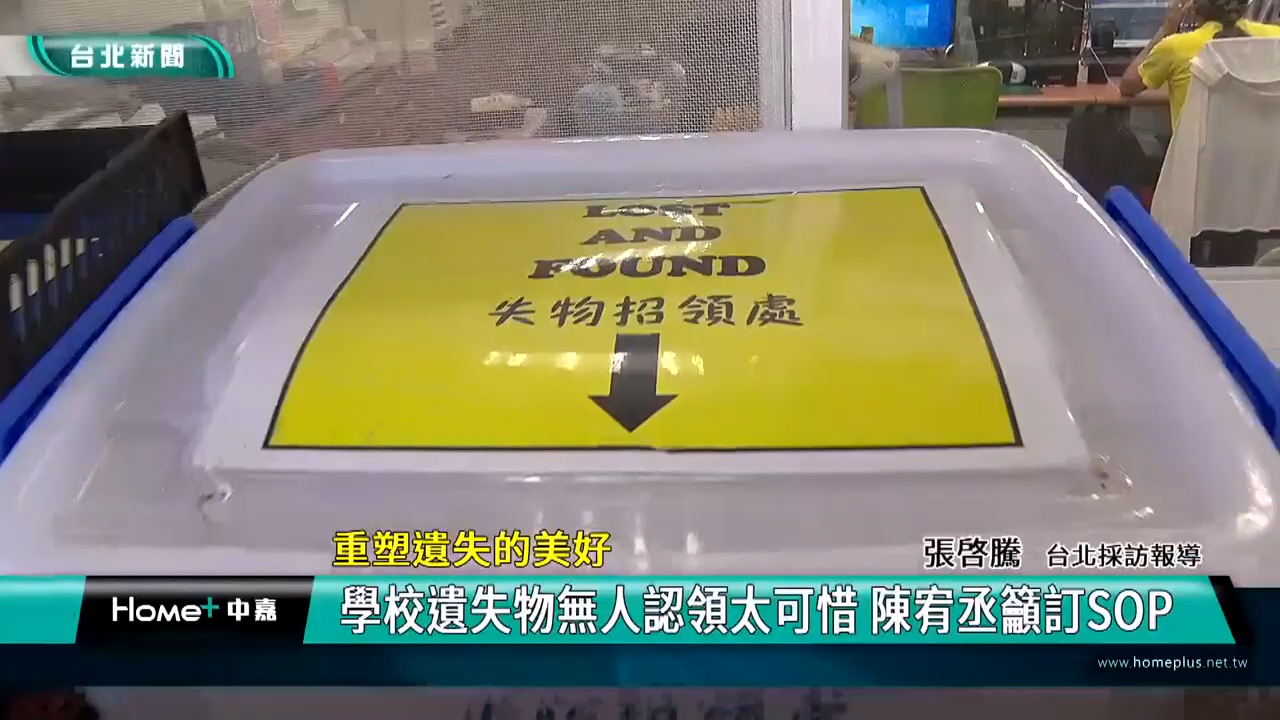 台北新聞
LOST
AND
FOUND
失物招領處
重塑遺失的美好
張啓騰 台北採訪報導
Home+ 中嘉
學校遺失物無人認領太可惜 陳宥丞籲訂SOP
www.homeplus.net.tw